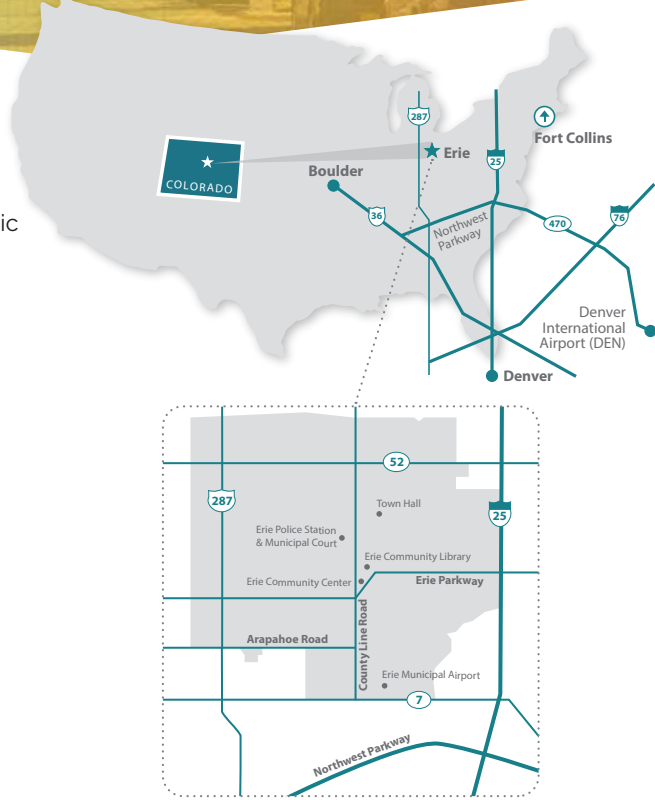 287
Fort Collins
Erie
25
Boulder
COLORADO
ic
36
Northwest
Parkway
470
76
Denver
International
Airport (DEN)
Denver
52
287
Town Hall
25
Erie Police Station
& Municipal Court
Erie Community Library
Erie Community Center
Erie Parkway
County Line Road
Arapahoe Road
Erie Municipal Airport
7
Northwest Parkway